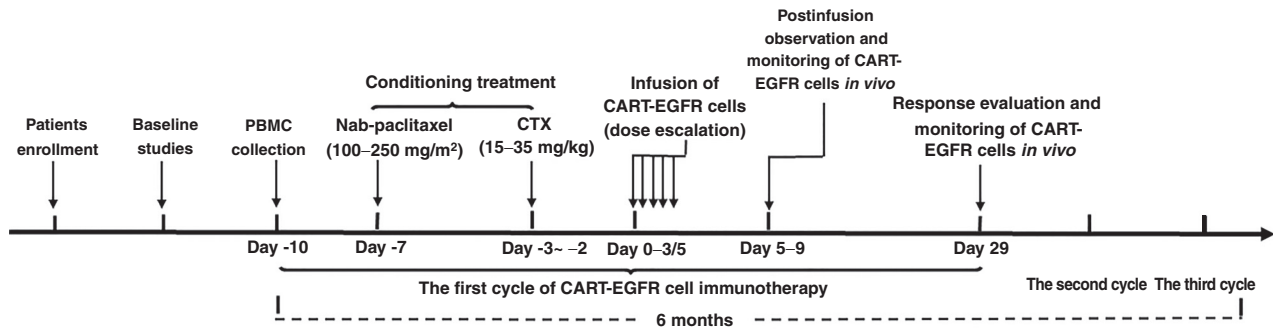 Postinfusion
observation and
monitoring of CART-
EGFR cells in vivo
Conditioning treatment
Infusion of
CART-EGFR cells
(dose escalation)
Response evaluation and
monitoring of CART-
EGFR cells in vivo
Patients
enrollment
Baseline
studies
PBMC
collection
Nab-paclitaxel
(100–250 mg/m²)
CTX
(15–35 mg/kg)
Day -10
Day -7
Day -3~ –2
Day 0–3/5
Day 5–9
Day 29
The first cycle of CART-EGFR cell immunotherapy
The second cycle
The third cycle
6 months